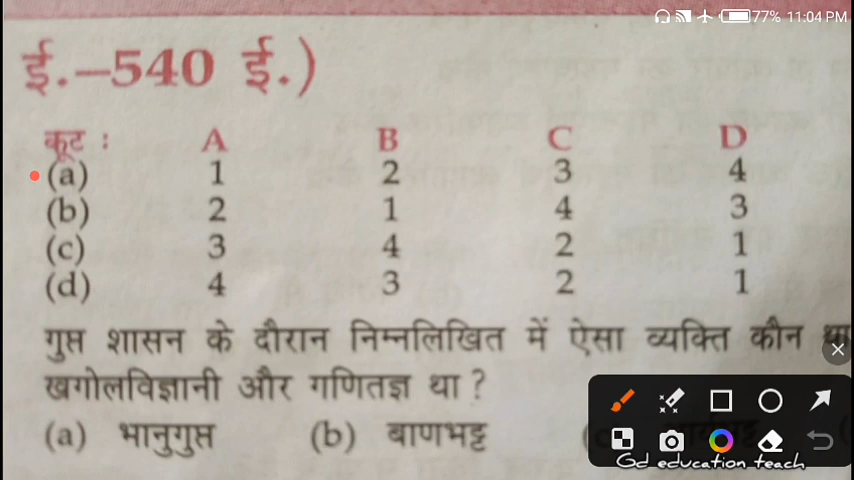 77% 11:04 PM
ई.–540 ई.)
कूट : A B C D
(a) 1 2 3 4
(b) 2 1 4 3
(c) 3 4 2 1
(d) 4 3 2 1
गुप्त शासन के दौरान निम्नलिखित में ऐसा व्यक्ति कौन था
खगोलविज्ञानी और गणितज्ञ था ?
(a) भानुगुप्त (b) बाणभट्ट
Gd education teach